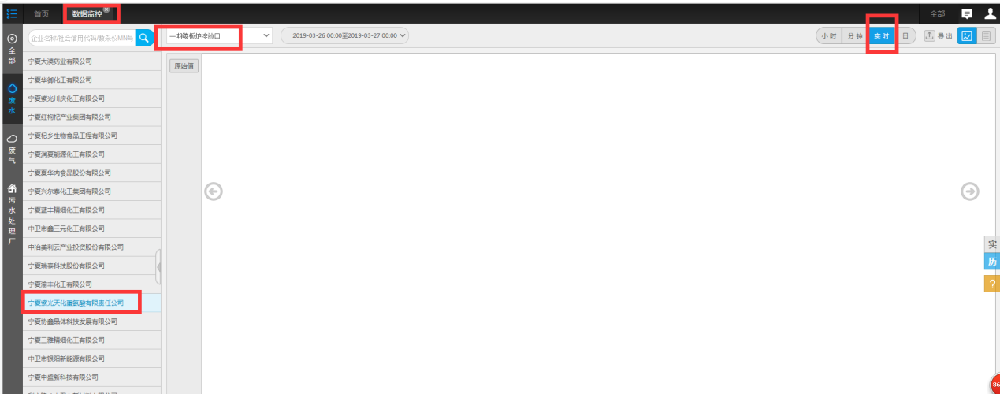 首页
数据监控
全部
企业名称/社会信用代码/数采仪MN号
一期磷板炉排放口
2019-03-26 00:00至2019-03-27 00:00
小时
分钟
实时
日
导出
全部
废水
废气
污水处理厂
宁夏大漠药业有限公司
宁夏华御化工有限公司
宁夏紫光川庆化工有限公司
宁夏红枸杞产业集团有限公司
宁夏杞乡生物食品工程有限公司
宁夏润夏能源化工有限公司
宁夏夏华肉食品股份有限公司
宁夏兴尔泰化工集团有限公司
宁夏蓝丰精细化工有限公司
中卫市鑫三元化工有限公司
中冶美利云产业投资股份有限公司
宁夏瑞泰科技股份有限公司
宁夏渝丰化工有限公司
宁夏紫光天化蛋氨酸有限责任公司
宁夏协鑫晶体科技发展有限公司
宁夏三雅精细化工有限公司
中卫市银阳新能源有限公司
宁夏中盛新科技有限公司
原始值
实
历
?
86